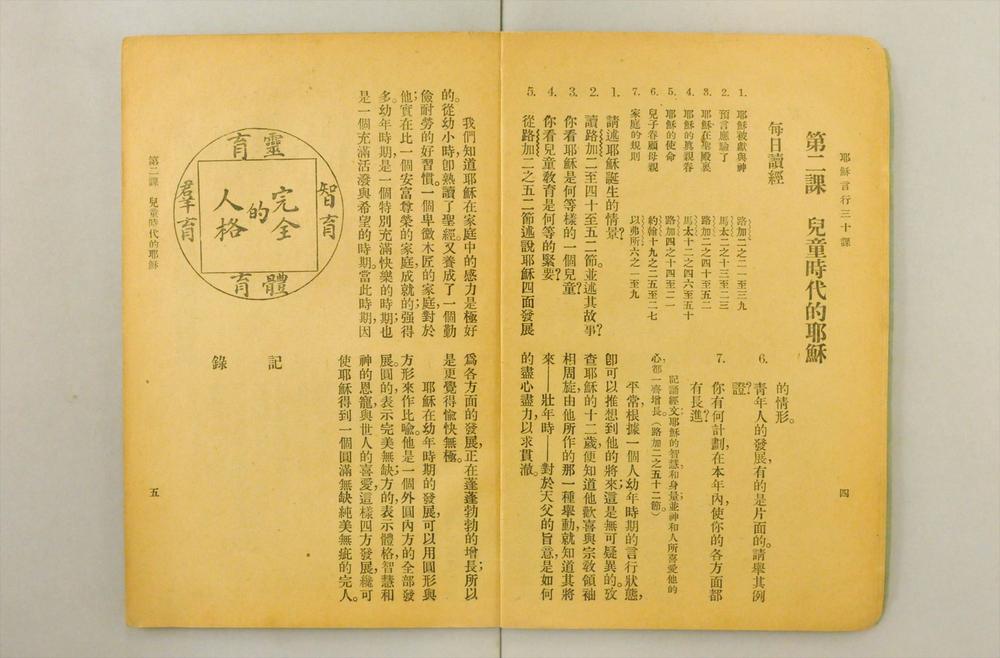 耶穌言行三十課
四
第二課　兒童時代的耶穌
每日讀經
1. 耶穌被獻與神　路加二之二一至三九
2. 預言應驗了　馬太二之十三至二三
3. 耶穌在聖殿裏　路加二之四十至五二
4. 耶穌的眞親眷　馬太十二之四六至五十
5. 耶穌的使命　路加四之十四至二一
6. 兒子眷顧母親　約翰十九之二五至二七
7. 家庭的規則　以弗所六之一至九
1. 請述耶穌誕生的情景?
2. 讀路加二至四十至五二節,並述其故事?
3. 你看耶穌是何等樣的一個兒童?
4. 你看兒童教育是何等的緊要?
5. 從路加二之五二節述說耶穌四面發展
的情形。
6. 青年人的發展,有的是片面的。請舉其例
證?
7. 你有何計劃在本年內使你的各方面都
有長進?
記誦經文耶穌的智慧和身量並神和人所喜愛他的
心都一齊增長。(路加二之五十二節)
平常根據一個人幼年時期的言行狀態,
卽可以推想到他的將來;這是無可疑異的。攷
查耶穌的十二歲,便知道他歡喜與宗敎領袖
相周旋,由他所作的那一種舉動,就知道其將
來——壯年時——對於天父的旨意,是如何
的盡心盡力,以求貫澈。
我們知道耶穌在家庭中的感力是極好
的。從幼小時,卽熟讀了聖經。又養成了一個勤
儉耐勞的好習慣,一個卑微木匠的家庭,對於
他實在比一個安富尊榮的家庭成就的强得
多。幼年時期,是一個特別充滿快樂的時期;也
是一個充滿活潑與希望的時期。當此時期,因
爲各方面的發展,正在蓬蓬勃勃的增長;所以
是更覺得愉快無極。
耶穌在幼年時期的發展,可以用圓形與
方形來作比喩。他是一個外圓內方的全部發
展。圓的表示完美無缺,方的表示體格智慧和
神的恩寵,與世人的喜愛。這樣四方發展,纔可
使耶穌得到一個圓滿無缺,純美無疵的完人。
靈育
智育
體育
羣育
完全
的
人格
記錄
第二課　兒童時代的耶穌
五